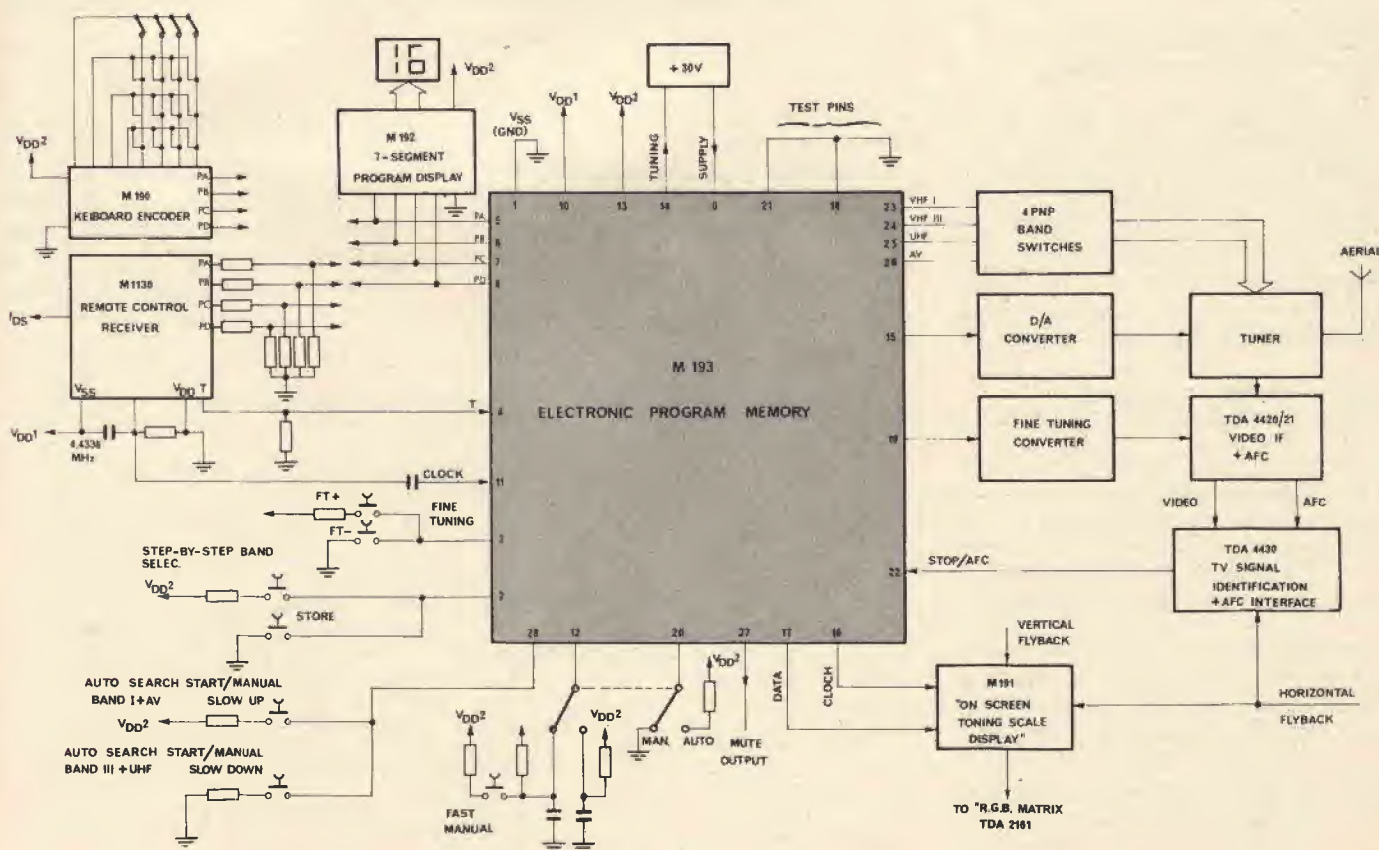 16
+30V
VDD2
VDD1
VDD2
VSS
(GND)
TEST PINS
TUNING
SUPPLY
VDD2
M 192
7-SEGMENT
PROGRAM DISPLAY
M 190
KEIBOARD ENCODER
PA
PB
PC
PD
1
10
13
14
6
21
18
PA
PB
PC
PD
5
6
7
8
23
24
25
26
VHF I
VHF III
UHF
AV
4 PNP
BAND
SWITCHES
AERIAL
M1130
REMOTE CONTROL
RECEIVER
PA
PB
PC
PD
IDS
VSS
VDD
T
VDD1
4,4336
MHz
T
4
CLOCK
11
M 193
ELECTRONIC PROGRAM MEMORY
15
D/A
CONVERTER
TUNER
19
FINE TUNING
CONVERTER
TDA 4420/21
VIDEO IF
+ AFC
VIDEO
AFC
FT+
FT-
FINE
TUNING
3
STEP-BY-STEP BAND
SELEC.
VDD2
STORE
2
22
STOP/AFC
TDA 4430
TV SIGNAL
IDENTIFICATION
+AFC INTERFACE
28
12
20
27
17
16
VERTICAL
FLYBACK
AUTO SEARCH START/MANUAL
BAND I+AV SLOW UP
VDD2
AUTO SEARCH START/MANUAL
BAND III+UHF SLOW DOWN
VDD2
VDD2
VDD2
MAN.
AUTO
MUTE
OUTPUT
DATA
CLOCH
FAST
MANUAL
M 191
"ON SCREEN
TONING SCALE
DISPLAY"
HORIZONTAL
FLYBACK
TO "R.G.B. MATRIX
TDA 2161